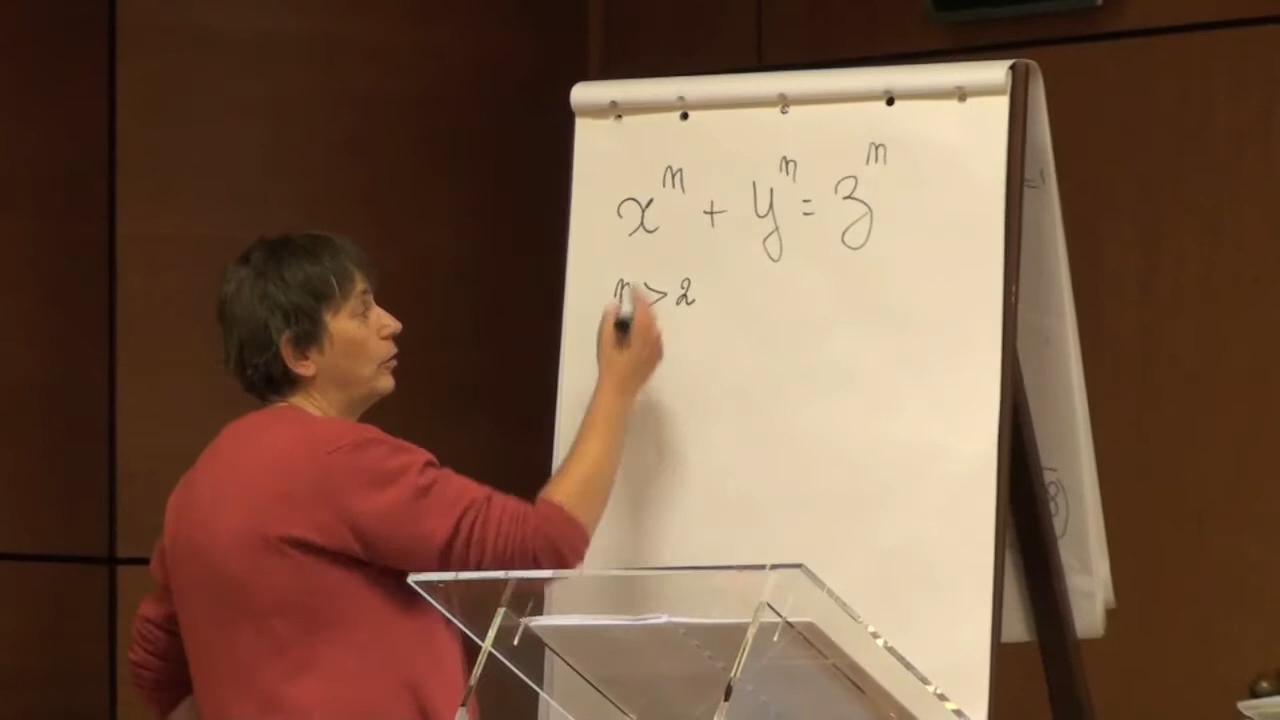 xⁿ + yⁿ = zⁿ
n > 2